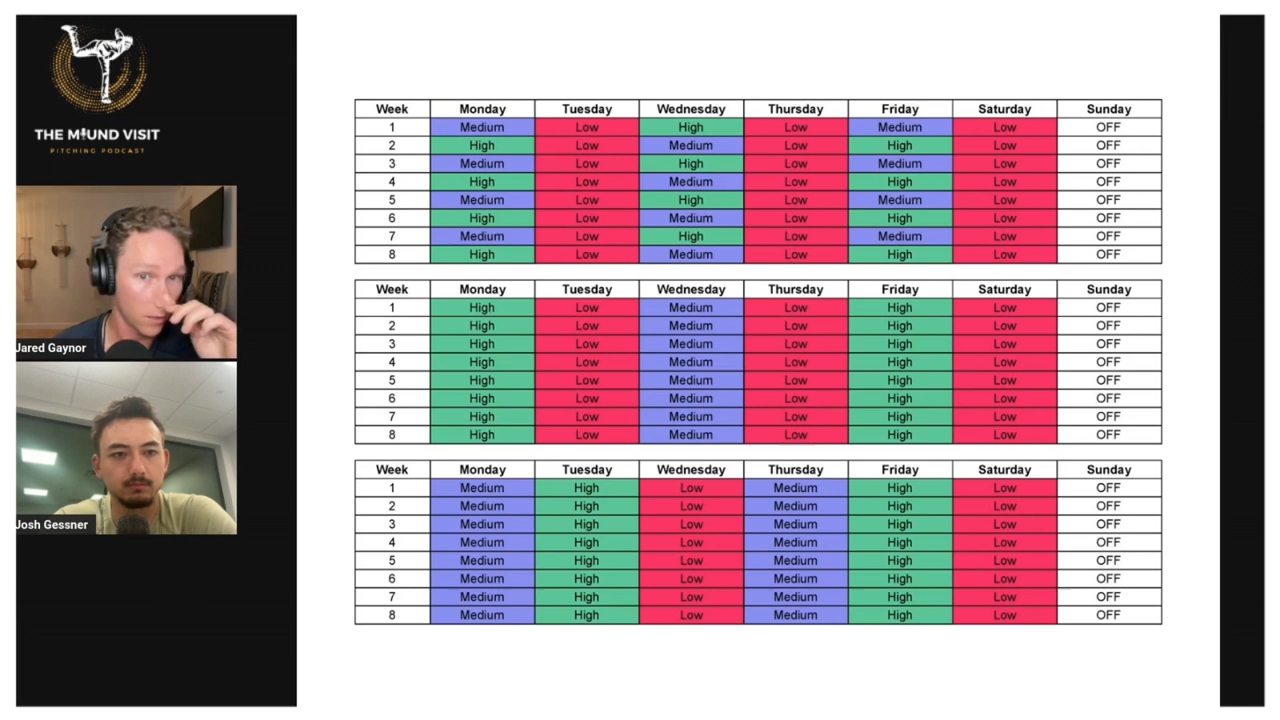 THE MOUND VISIT
PITCHING PODCAST
Jared Gaynor
Josh Gessner
Week Monday Tuesday Wednesday Thursday Friday Saturday Sunday
1 Medium Low High Low Medium Low OFF
2 High Low Medium Low High Low OFF
3 Medium Low High Low Medium Low OFF
4 High Low Medium Low High Low OFF
5 Medium Low High Low Medium Low OFF
6 High Low Medium Low High Low OFF
7 Medium Low High Low Medium Low OFF
8 High Low Medium Low High Low OFF
Week Monday Tuesday Wednesday Thursday Friday Saturday Sunday
1 High Low Medium Low High Low OFF
2 High Low Medium Low High Low OFF
3 High Low Medium Low High Low OFF
4 High Low Medium Low High Low OFF
5 High Low Medium Low High Low OFF
6 High Low Medium Low High Low OFF
7 High Low Medium Low High Low OFF
8 High Low Medium Low High Low OFF
Week Monday Tuesday Wednesday Thursday Friday Saturday Sunday
1 Medium High Low Medium High Low OFF
2 Medium High Low Medium High Low OFF
3 Medium High Low Medium High Low OFF
4 Medium High Low Medium High Low OFF
5 Medium High Low Medium High Low OFF
6 Medium High Low Medium High Low OFF
7 Medium High Low Medium High Low OFF
8 Medium High Low Medium High Low OFF